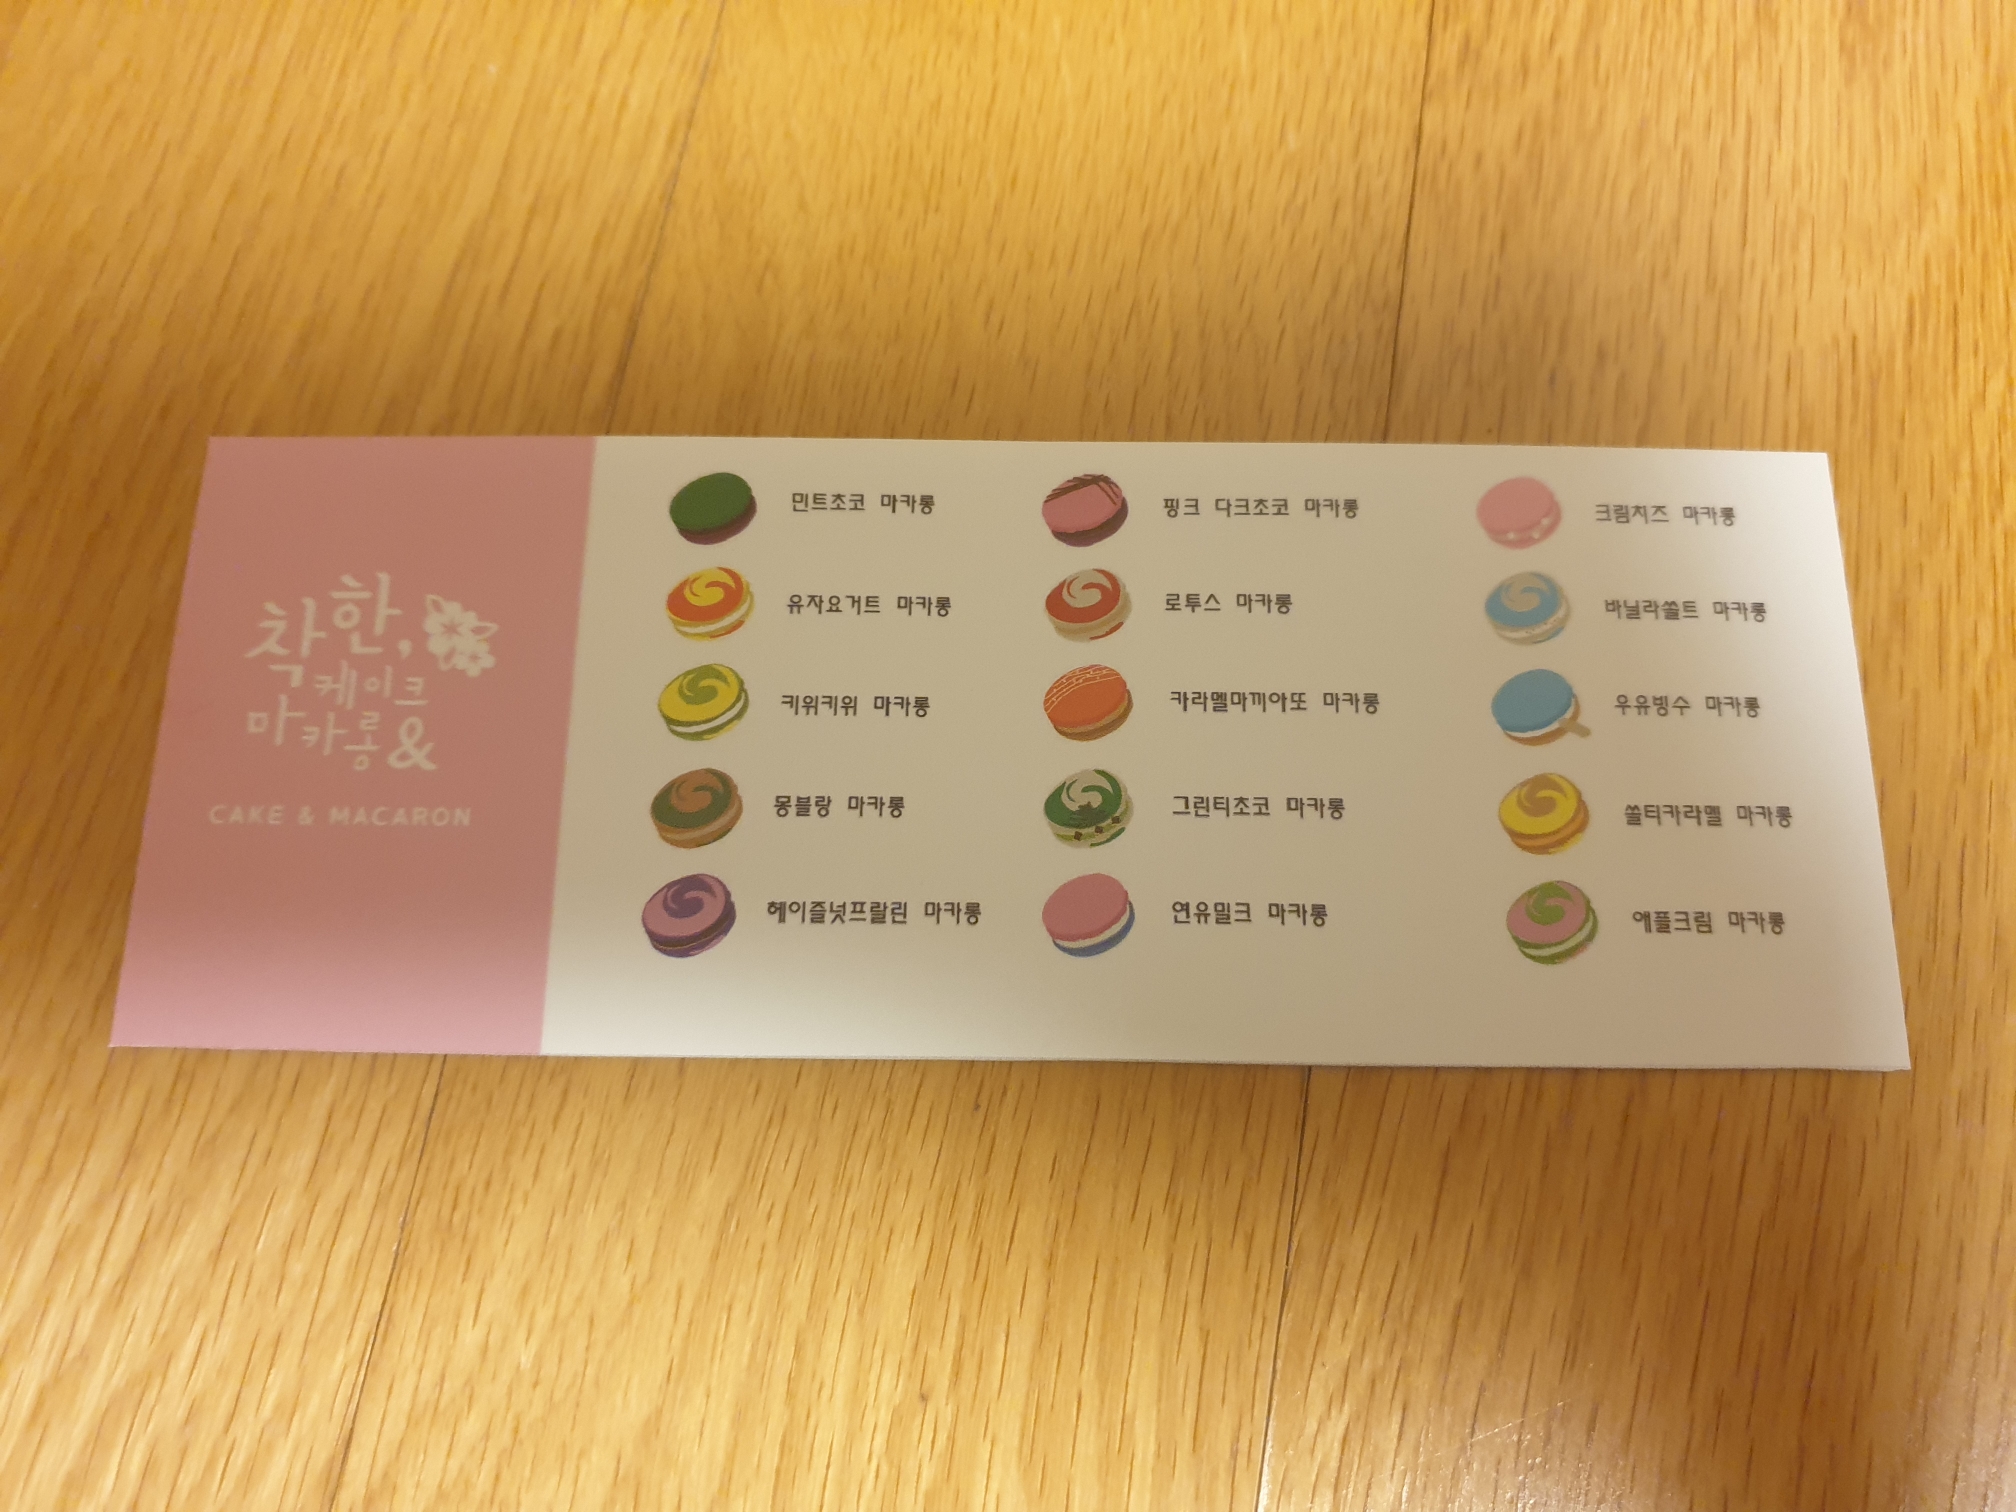 착한,
케이크
마카롱&
CAKE & MACARON
민트초코 마카롱
유자요거트 마카롱
키위키위 마카롱
몽블랑 마카롱
헤이즐넛프랄린 마카롱
핑크 다크초코 마카롱
로투스 마카롱
카라멜마끼아또 마카롱
그린티초코 마카롱
연유밀크 마카롱
크림치즈 마카롱
바닐라쏠트 마카롱
우유빙수 마카롱
쏠티카라멜 마카롱
애플크림 마카롱